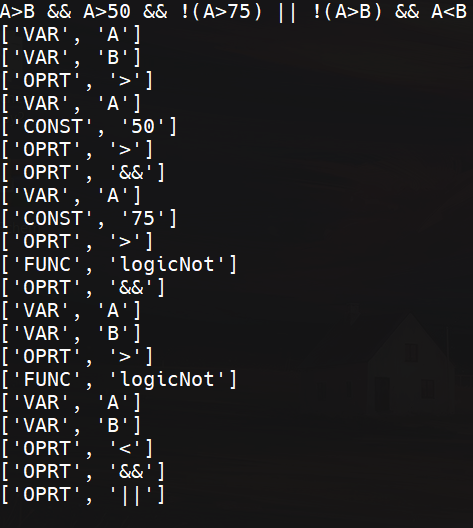 A>B && A>50 && !(A>75) || !(A>B) && A<B
['VAR', 'A']
['VAR', 'B']
['OPRT', '>']
['VAR', 'A']
['CONST', '50']
['OPRT', '>']
['OPRT', '&&']
['VAR', 'A']
['CONST', '75']
['OPRT', '>']
['FUNC', 'logicNot']
['OPRT', '&&']
['VAR', 'A']
['VAR', 'B']
['OPRT', '>']
['FUNC', 'logicNot']
['VAR', 'A']
['VAR', 'B']
['OPRT', '<']
['OPRT', '&&']
['OPRT', '||']